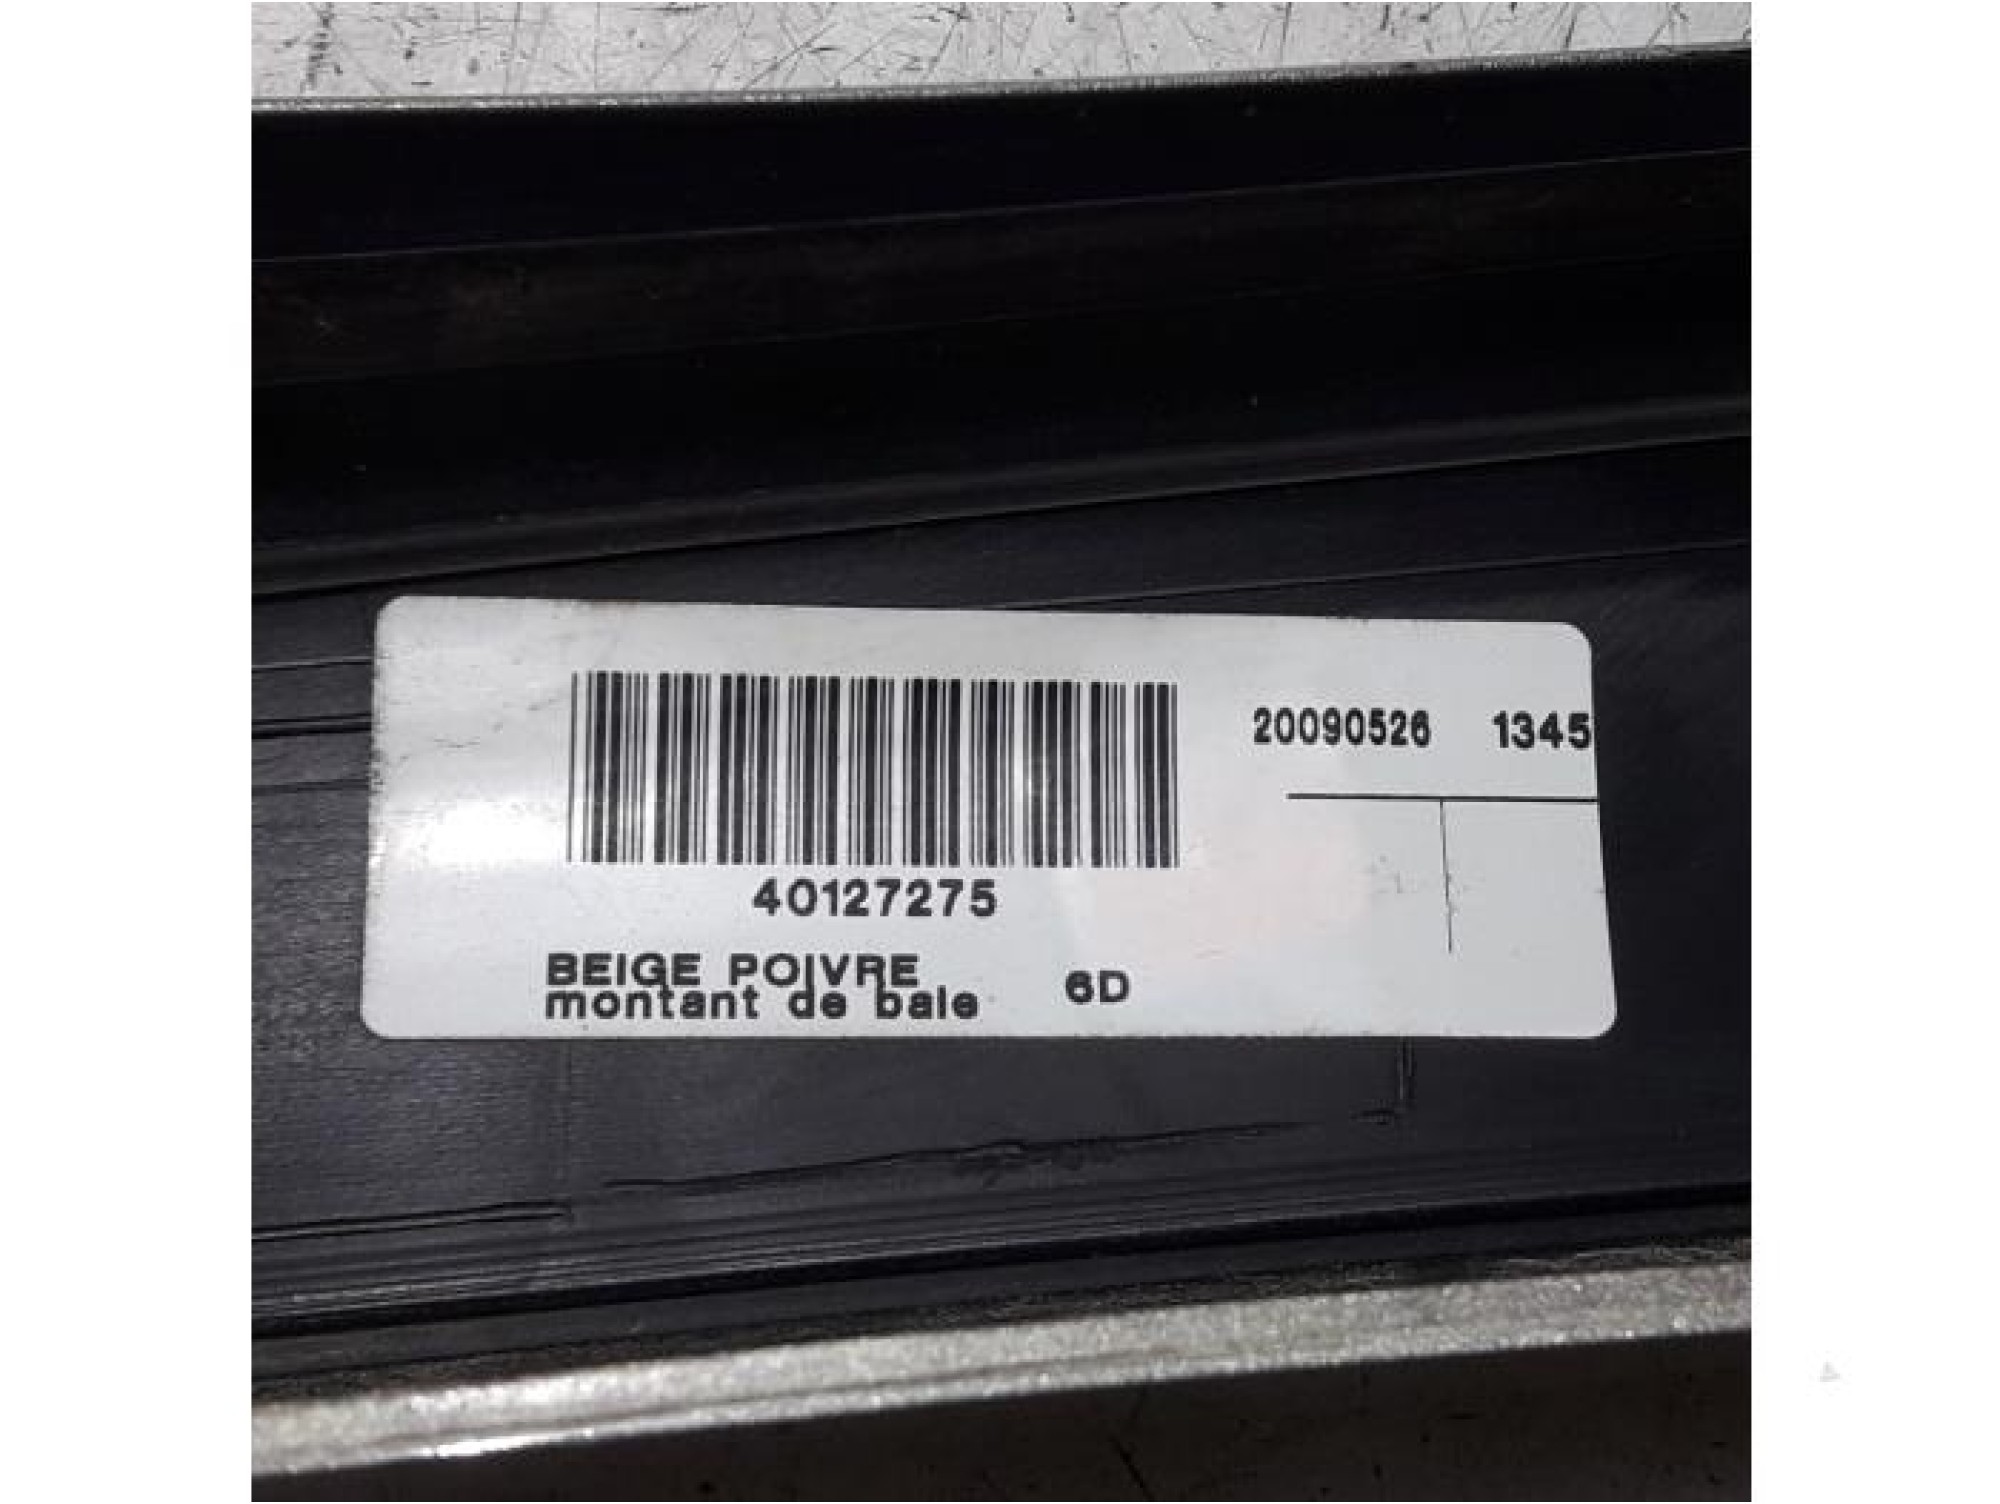 20090526 1345
40127275
BEIGE POIVRE
montant de baie 6D